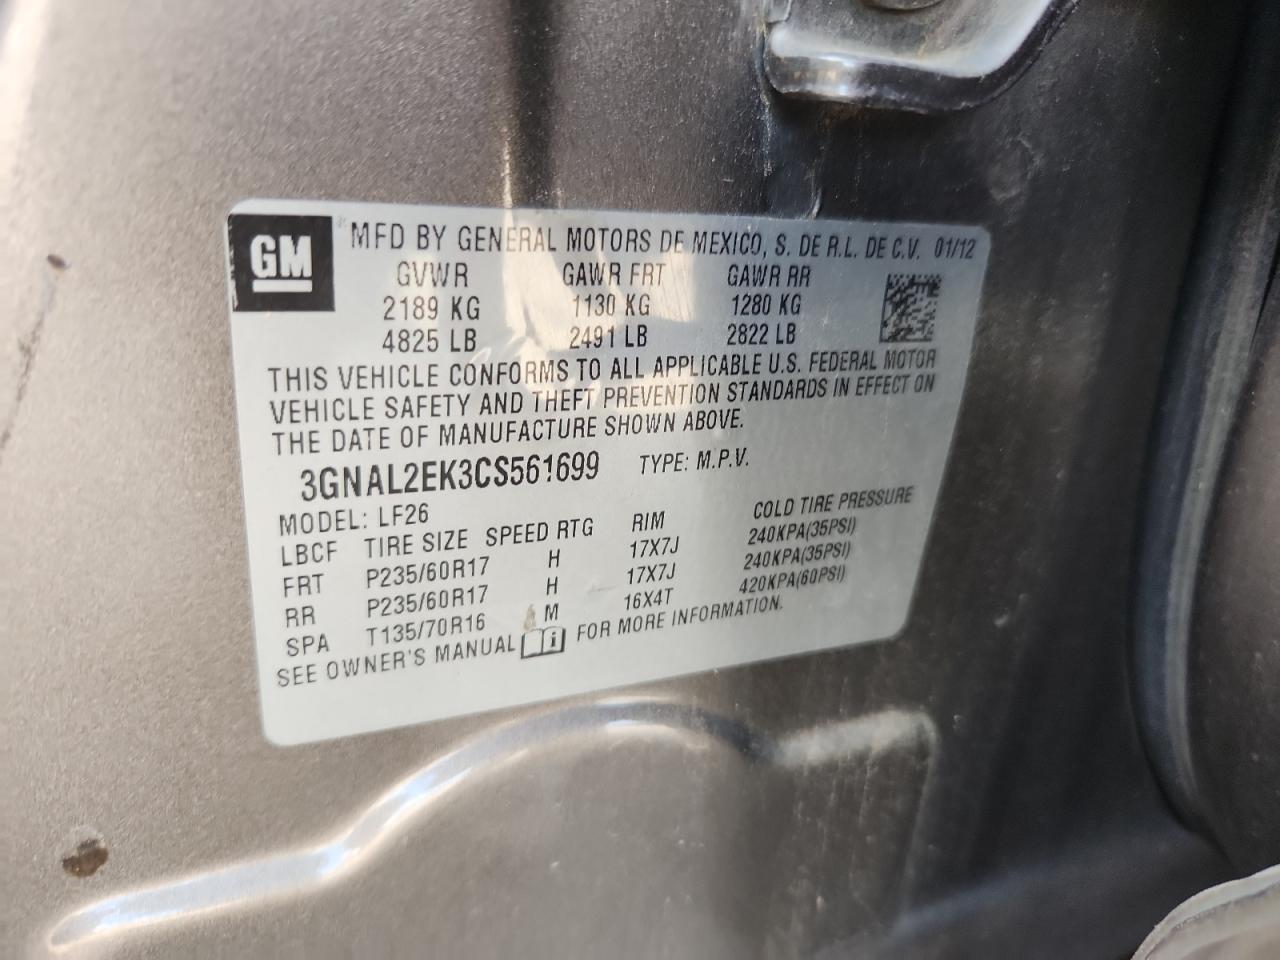 GM ® MFD BY GENERAL MOTORS DE MEXICO, S. DE R.L. DE C.V. 01/12
GVWR GAWR FRT GAWR RR
2189 KG 1130 KG 1280 KG
4825 LB 2491 LB 2822 LB
THIS VEHICLE CONFORMS TO ALL APPLICABLE U.S. FEDERAL MOTOR
VEHICLE SAFETY AND THEFT PREVENTION STANDARDS IN EFFECT ON
THE DATE OF MANUFACTURE SHOWN ABOVE.
3GNAL2EK3CS561699 TYPE: M.P.V.
MODEL: LF26
LBCF TIRE SIZE SPEED RTG RIM COLD TIRE PRESSURE
FRT P235/60R17 H 17X7J 240KPA(35PSI)
RR P235/60R17 H 17X7J 240KPA(35PSI)
SPA T135/70R16 M 16X4T 420KPA(60PSI)
SEE OWNER'S MANUAL i FOR MORE INFORMATION.